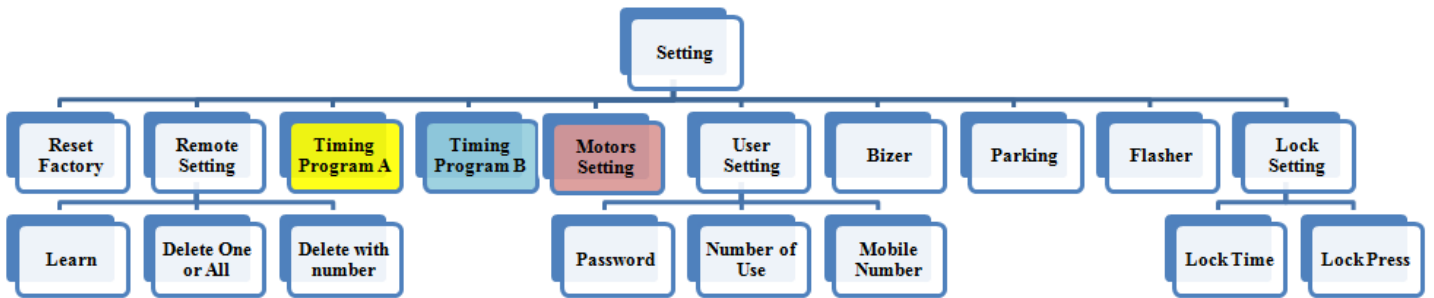 Setting
Reset
Factory
Remote
Setting
Timing
Program A
Timing
Program B
Motors
Setting
User
Setting
Bizer
Parking
Flasher
Lock
Setting
Learn
Delete One
or All
Delete with
number
Password
Number of
Use
Mobile
Number
Lock Time
Lock Press